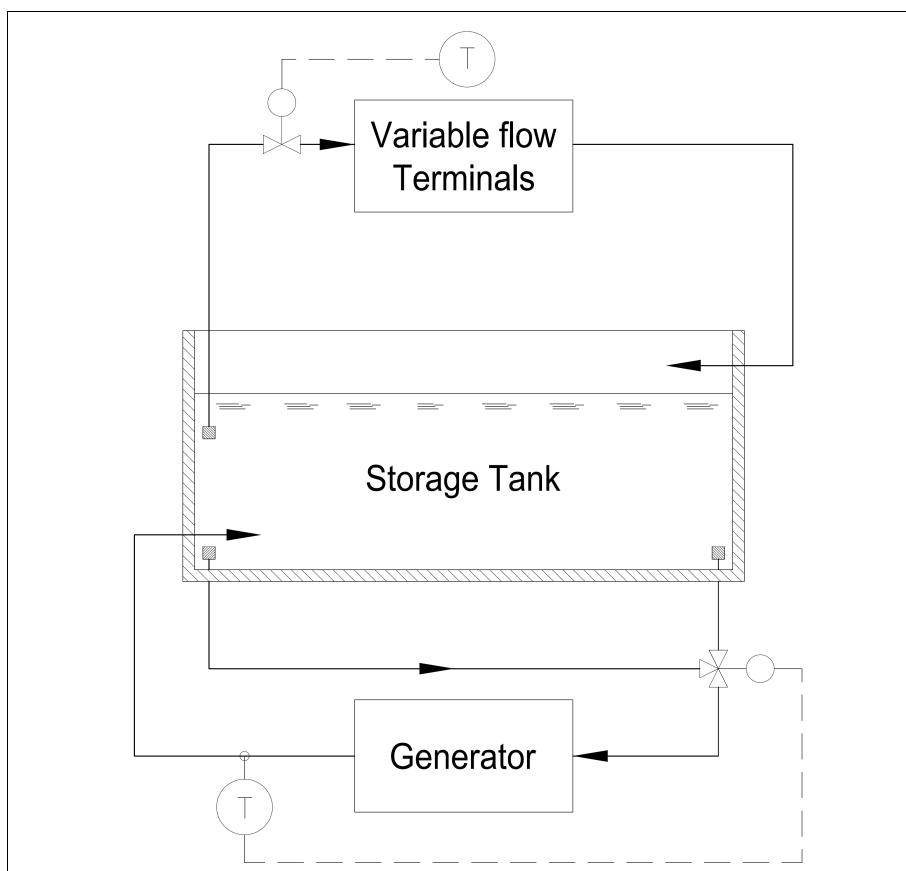 T
Variable flow
Terminals
Storage Tank
Generator
T